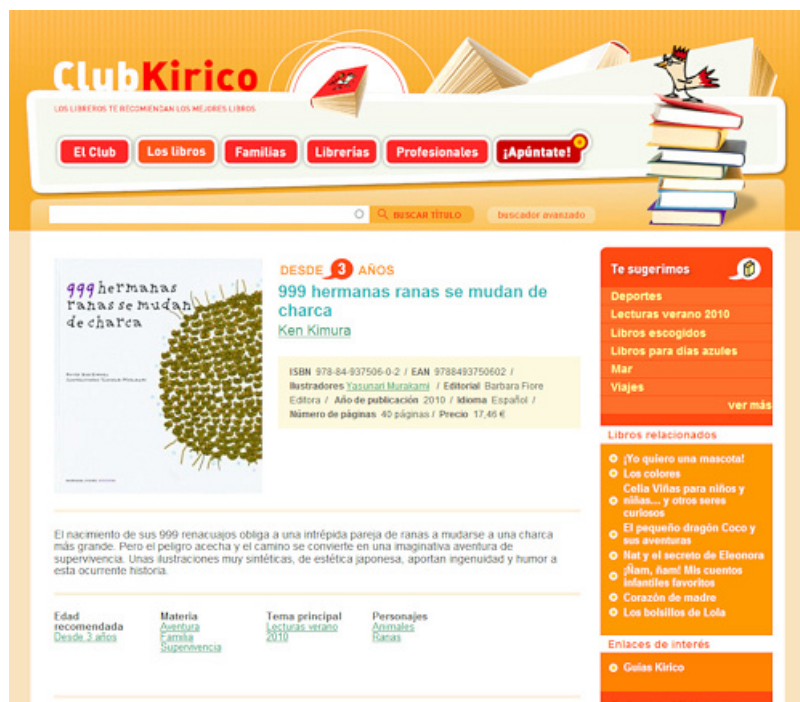 ClubKirico
LOS LIBREROS TE RECOMIENDAN LOS MEJORES LIBROS
El Club
Los libros
Familias
Librerías
Profesionales
¡Apúntate!
BUSCAR TÍTULO
buscador avanzado
999 hermanas
ranas se mudan
de charca
DESDE 3 AÑOS
999 hermanas ranas se mudan de
charca
Ken Kimura
ISBN 978-84-937506-0-2 / EAN 9788493750602 /
Ilustradores Yasunari Murakami / Editorial Barbara Fiore
Editora / Año de publicación 2010 / Idioma Español /
Número de páginas 40 páginas / Precio 17,46 €
El nacimiento de sus 999 renacuajos obliga a una intrépida pareja de ranas a mudarse a una charca
más grande. Pero el peligro acecha y el camino se convierte en una imaginativa aventura de
supervivencia. Unas ilustraciones muy sintéticas, de estética japonesa, aportan ingenuidad y humor a
esta ocurrente historia.
Edad
recomendada
Desde 3 años
Materia
Aventura
Familia
Supervivencia
Tema principal
Lecturas verano
2010
Personajes
Animales
Ranas
Te sugerimos
Deportes
Lecturas verano 2010
Libros escogidos
Libros para días azules
Mar
Viajes
ver más
Libros relacionados
¡Yo quiero una mascota!
Los colores
Celia Viñas para niños y
niñas... y otros seres
curiosos
El pequeño dragón Coco y
sus aventuras
Nat y el secreto de Eleonora
¡Ñam, ñam! Mis cuentos
infantiles favoritos
Corazón de madre
Los bolsillos de Lola
Enlaces de interés
Guías Kirico